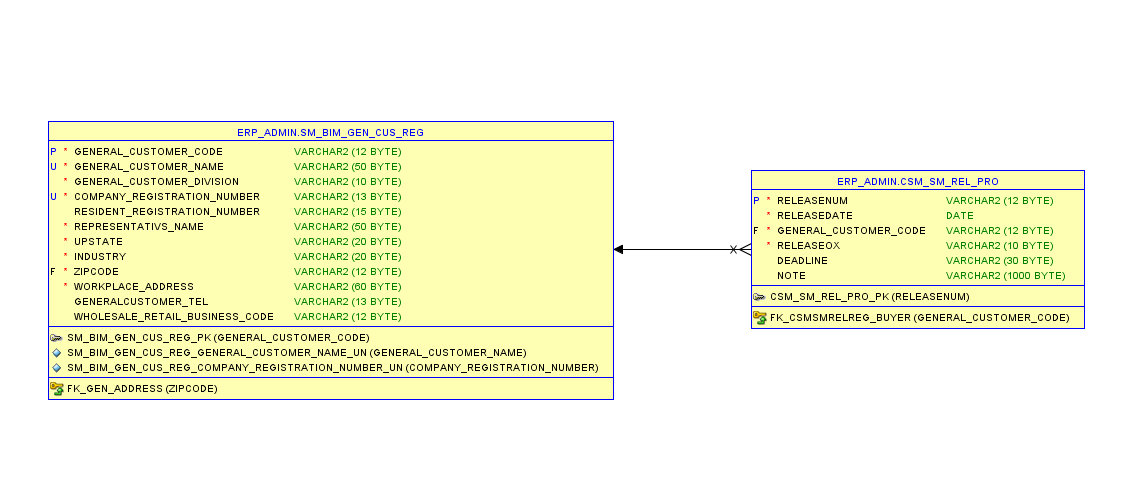 ERP_ADMIN.SM_BIM_GEN_CUS_REG
P * GENERAL_CUSTOMER_CODE VARCHAR2 (12 BYTE)
U * GENERAL_CUSTOMER_NAME VARCHAR2 (50 BYTE)
* GENERAL_CUSTOMER_DIVISION VARCHAR2 (10 BYTE)
U * COMPANY_REGISTRATION_NUMBER VARCHAR2 (13 BYTE)
RESIDENT_REGISTRATION_NUMBER VARCHAR2 (15 BYTE)
* REPRESENTATIVS_NAME VARCHAR2 (50 BYTE)
* UPSTATE VARCHAR2 (20 BYTE)
* INDUSTRY VARCHAR2 (20 BYTE)
F * ZIPCODE VARCHAR2 (12 BYTE)
* WORKPLACE_ADDRESS VARCHAR2 (60 BYTE)
GENERALCUSTOMER_TEL VARCHAR2 (13 BYTE)
WHOLESALE_RETAIL_BUSINESS_CODE VARCHAR2 (12 BYTE)
SM_BIM_GEN_CUS_REG_PK (GENERAL_CUSTOMER_CODE)
SM_BIM_GEN_CUS_REG_GENERAL_CUSTOMER_NAME_UN (GENERAL_CUSTOMER_NAME)
SM_BIM_GEN_CUS_REG_COMPANY_REGISTRATION_NUMBER_UN (COMPANY_REGISTRATION_NUMBER)
FK_GEN_ADDRESS (ZIPCODE)
ERP_ADMIN.CSM_SM_REL_PRO
P * RELEASENUM VARCHAR2 (12 BYTE)
* RELEASEDATE DATE
F * GENERAL_CUSTOMER_CODE VARCHAR2 (12 BYTE)
* RELEASEOX VARCHAR2 (10 BYTE)
DEADLINE VARCHAR2 (30 BYTE)
NOTE VARCHAR2 (1000 BYTE)
CSM_SM_REL_PRO_PK (RELEASENUM)
FK_CSMSMRELREG_BUYER (GENERAL_CUSTOMER_CODE)